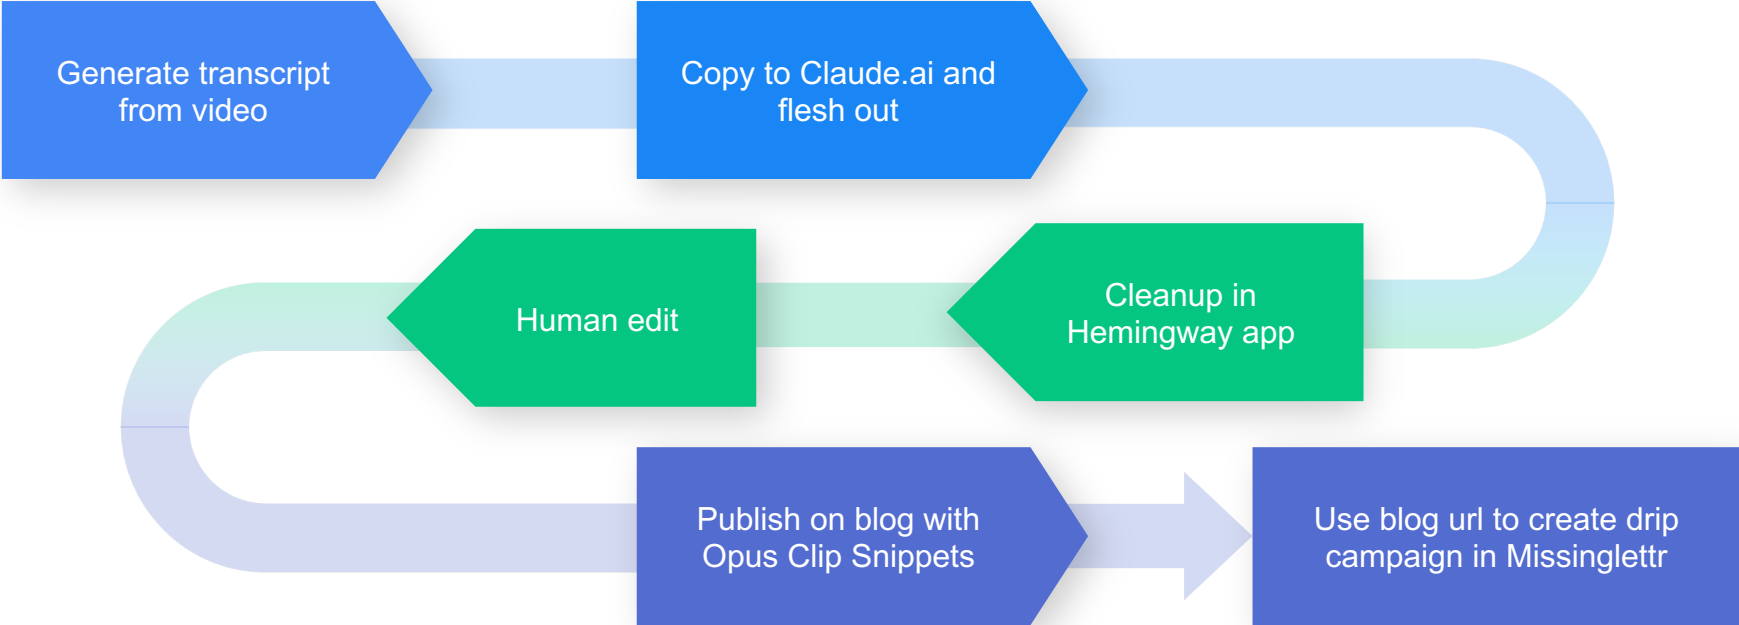 Generate transcript
from video
Copy to Claude.ai and
flesh out
Cleanup in
Hemingway app
Human edit
Publish on blog with
Opus Clip Snippets
Use blog url to create drip
campaign in Missinglettr